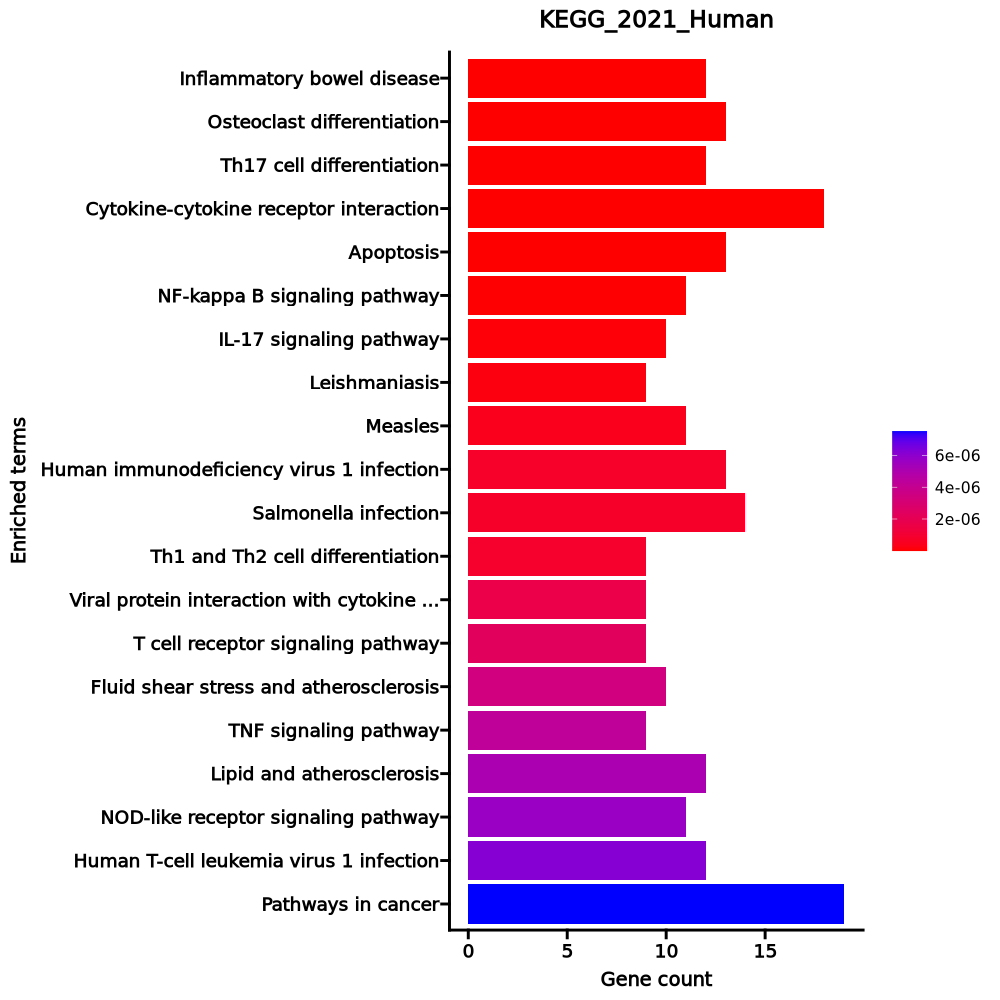 KEGG_2021_Human
Inflammatory bowel disease
Osteoclast differentiation
Th17 cell differentiation
Cytokine-cytokine receptor interaction
Apoptosis
NF-kappa B signaling pathway
IL-17 signaling pathway
Leishmaniasis
Measles
Human immunodeficiency virus 1 infection
Salmonella infection
Th1 and Th2 cell differentiation
Viral protein interaction with cytokine ...
T cell receptor signaling pathway
Fluid shear stress and atherosclerosis
TNF signaling pathway
Lipid and atherosclerosis
NOD-like receptor signaling pathway
Human T-cell leukemia virus 1 infection
Pathways in cancer
Enriched terms
0 5 10 15
Gene count
6e-06
4e-06
2e-06